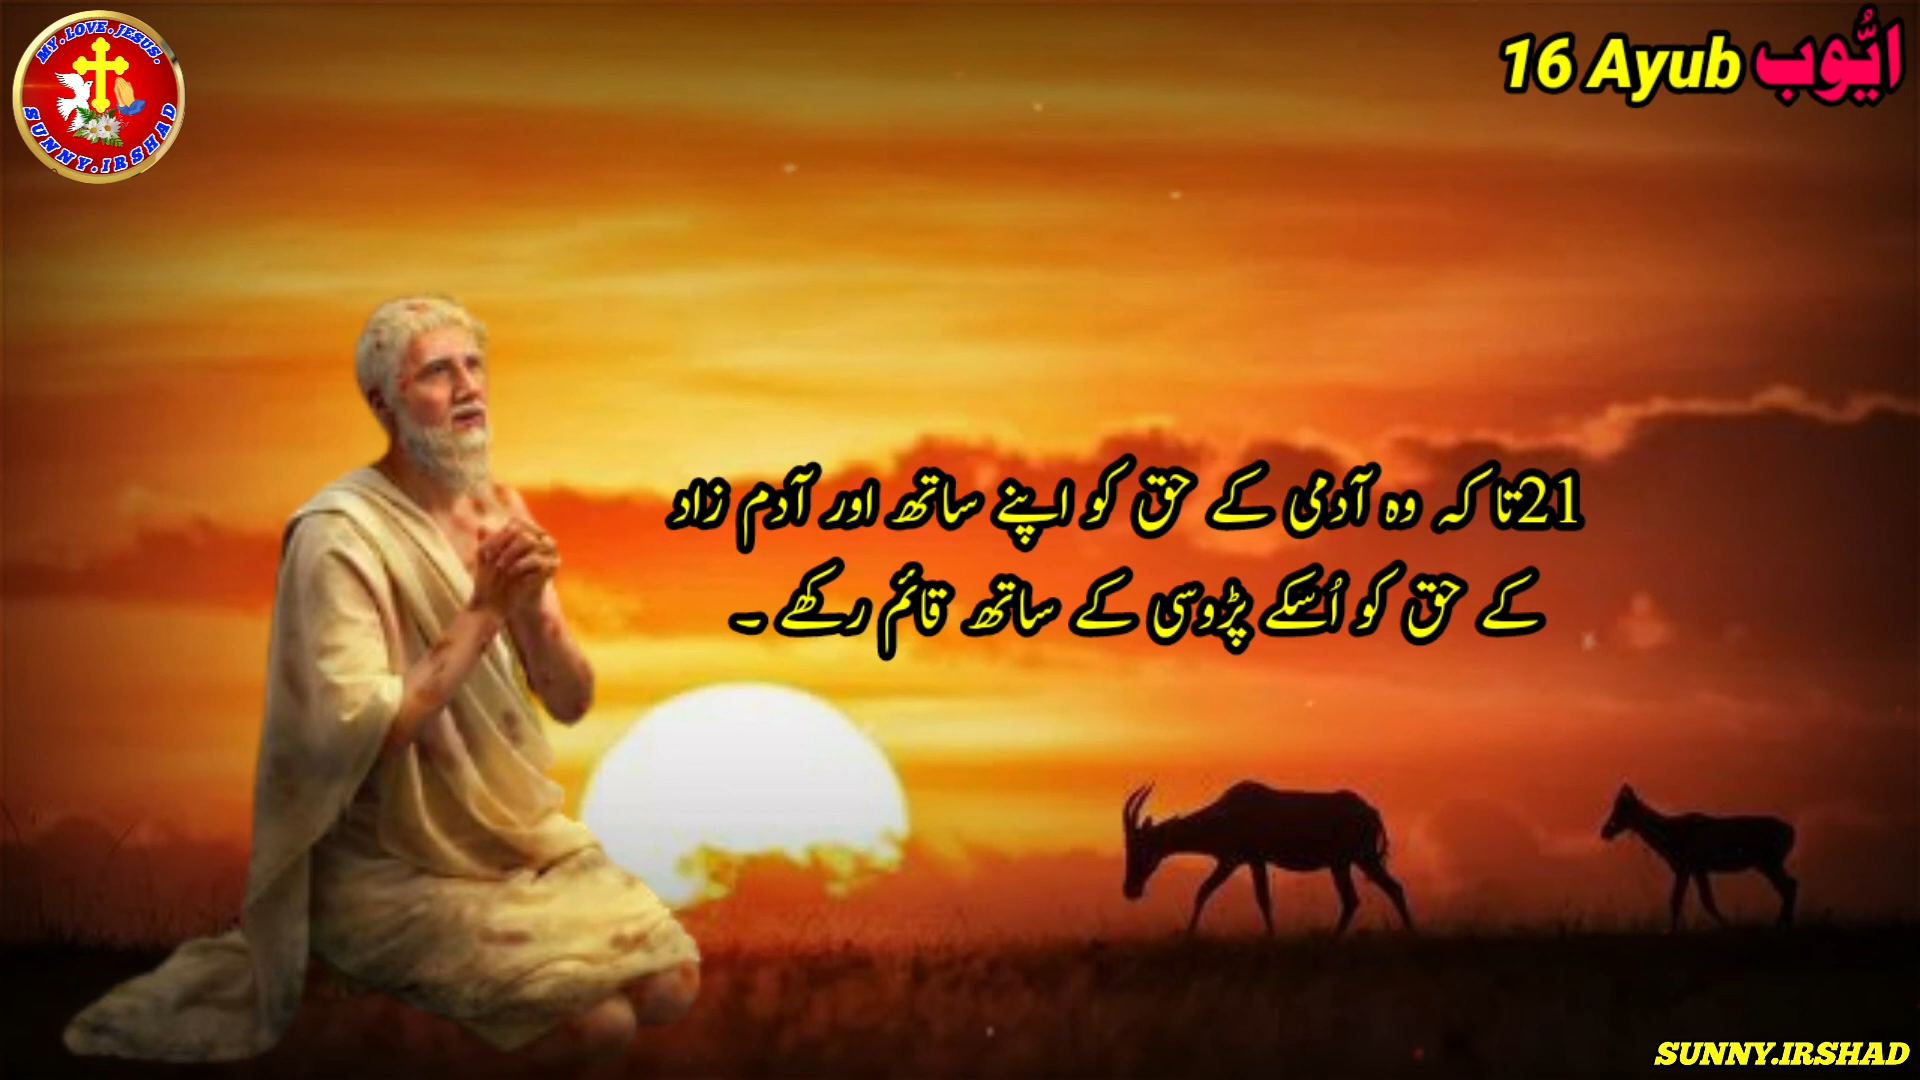 MY.LOVE.JESUS.
SUNNY.IRSHAD
16 Ayub ایُّوب
21تا کہ وہ آدمی کے حق کو اپنے ساتھ اور آدم زاد
کے حق کو اُسکے پڑوسی کے ساتھ قائم رکھے ۔
SUNNY.IRSHAD